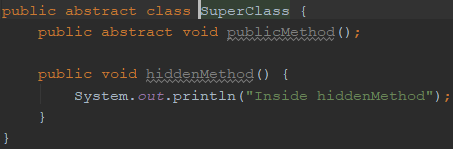 public abstract class SuperClass {
    public abstract void publicMethod();

    public void hiddenMethod() {
        System.out.println("Inside hiddenMethod");
    }
}